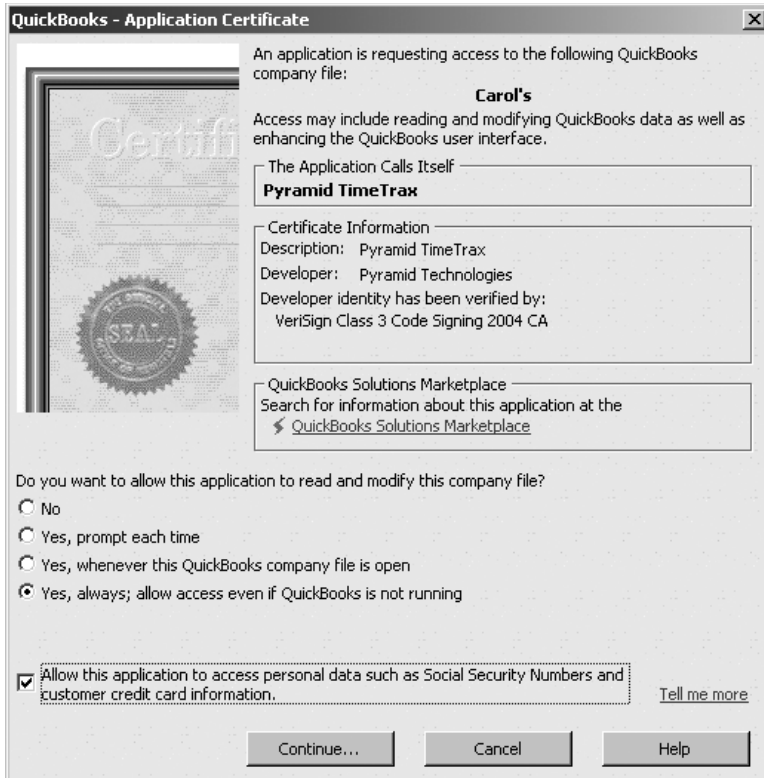 QuickBooks - Application Certificate
An application is requesting access to the following QuickBooks
company file:
Carol's
Access may include reading and modifying QuickBooks data as well as
enhancing the QuickBooks user interface.
The Application Calls Itself
Pyramid TimeTrax
Certificate Information
Description: Pyramid TimeTrax
Developer: Pyramid Technologies
Developer identity has been verified by:
VeriSign Class 3 Code Signing 2004 CA
QuickBooks Solutions Marketplace
Search for information about this application at the
QuickBooks Solutions Marketplace
Certifi
SEAL
Do you want to allow this application to read and modify this company file?
No
Yes, prompt each time
Yes, whenever this QuickBooks company file is open
Yes, always; allow access even if QuickBooks is not running
Allow this application to access personal data such as Social Security Numbers and
customer credit card information.
Tell me more
Continue...
Cancel
Help